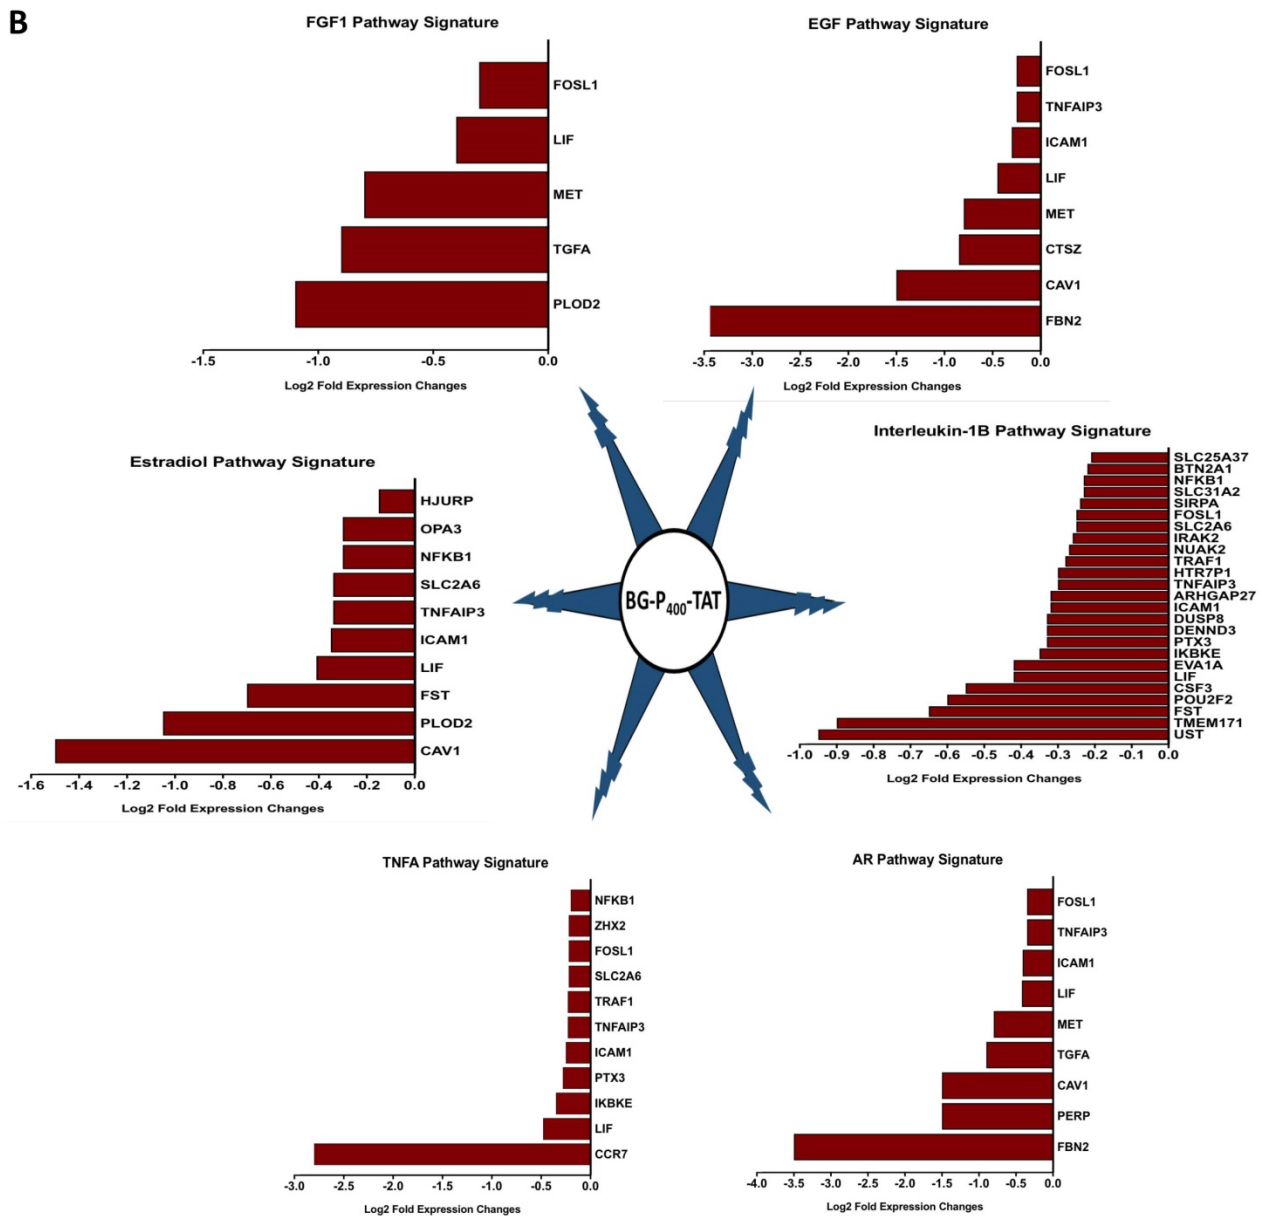 B
FGF1 Pathway Signature
FOSL1
LIF
MET
TGFA
PLOD2
-1.5 -1.0 -0.5 0.0
Log2 Fold Expression Changes
EGF Pathway Signature
FOSL1
TNFAIP3
ICAM1
LIF
MET
CTSZ
CAV1
FBN2
-3.5 -3.0 -2.5 -2.0 -1.5 -1.0 -0.5 0.0
Log2 Fold Expression Changes
Estradiol Pathway Signature
HJURP
OPA3
NFKB1
SLC2A6
TNFAIP3
ICAM1
LIF
FST
PLOD2
CAV1
-1.6 -1.4 -1.2 -1.0 -0.8 -0.6 -0.4 -0.2 0.0
Log2 Fold Expression Changes
BG-P400-TAT
Interleukin-1B Pathway Signature
SLC25A37
BTN2A1
NFKB1
SLC31A2
SIRPA
FOSL1
SLC2A6
IRAK2
NUAK2
TRAF1
HTR7P1
TNFAIP3
ARHGAP27
ICAM1
DUSP8
DENND3
PTX3
IKBKE
EVA1A
LIF
CSF3
POU2F2
FST
TMEM171
UST
-1.0 -0.9 -0.8 -0.7 -0.6 -0.5 -0.4 -0.3 -0.2 -0.1 0.0
Log2 Fold Expression Changes
TNFA Pathway Signature
NFKB1
ZHX2
FOSL1
SLC2A6
TRAF1
TNFAIP3
ICAM1
PTX3
IKBKE
LIF
CCR7
-3.0 -2.5 -2.0 -1.5 -1.0 -0.5 0.0
Log2 Fold Expression Changes
AR Pathway Signature
FOSL1
TNFAIP3
ICAM1
LIF
MET
TGFA
CAV1
PERP
FBN2
-4.0 -3.5 -3.0 -2.5 -2.0 -1.5 -1.0 -0.5 0.0
Log2 Fold Expression Changes